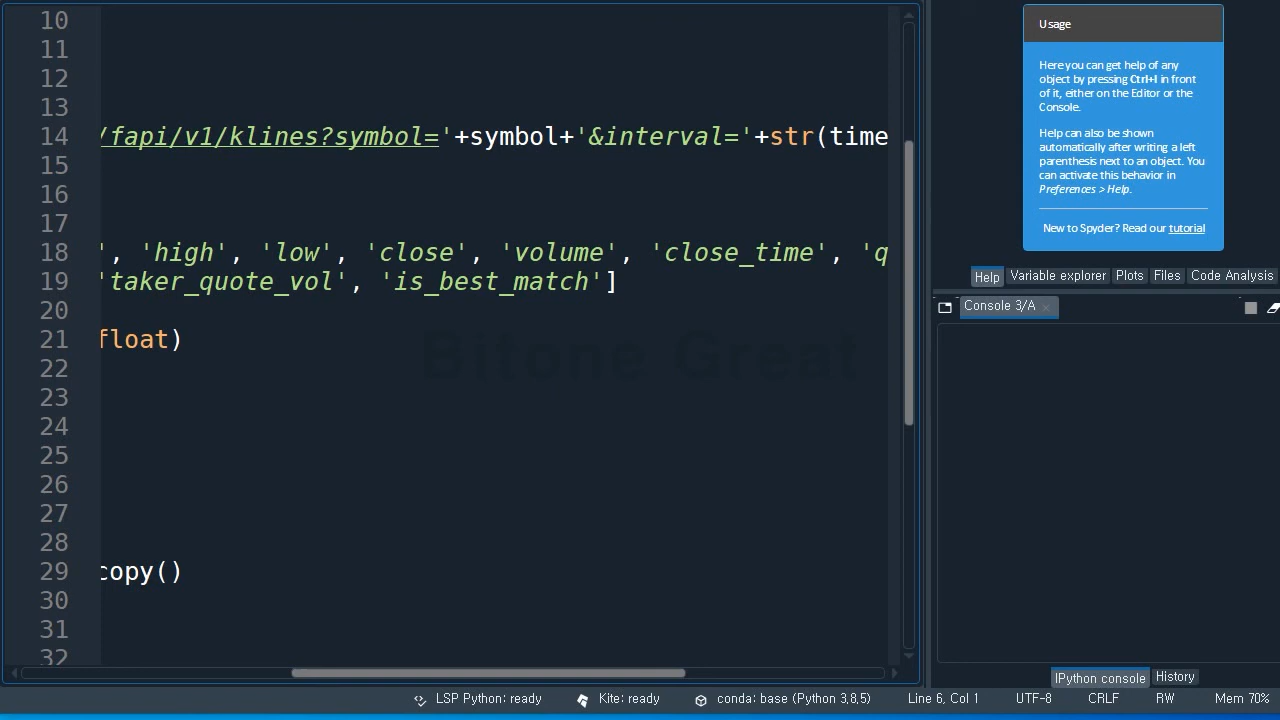 10
11
12
13
14 /fapi/v1/klines?symbol='+symbol+'&interval='+str(time
15
16
17
18 ', 'high', 'low', 'close', 'volume', 'close_time', 'q
19 'taker_quote_vol', 'is_best_match']
20
21 float)
22
23
24
25
26
27
28
29 copy()
30
31
32
Bitone Great
Usage
Here you can get help of any
object by pressing Ctrl+I in front
of it, either on the Editor or the
Console.
Help can also be shown
automatically after writing a left
parenthesis next to an object. You
can activate this behavior in
Preferences > Help.
New to Spyder? Read our tutorial
Help Variable explorer Plots Files Code Analysis
Console 3/A
IPython console History
LSP Python: ready Kite: ready conda: base (Python 3.8.5) Line 6, Col 1 UTF-8 CRLF RW Mem 70%